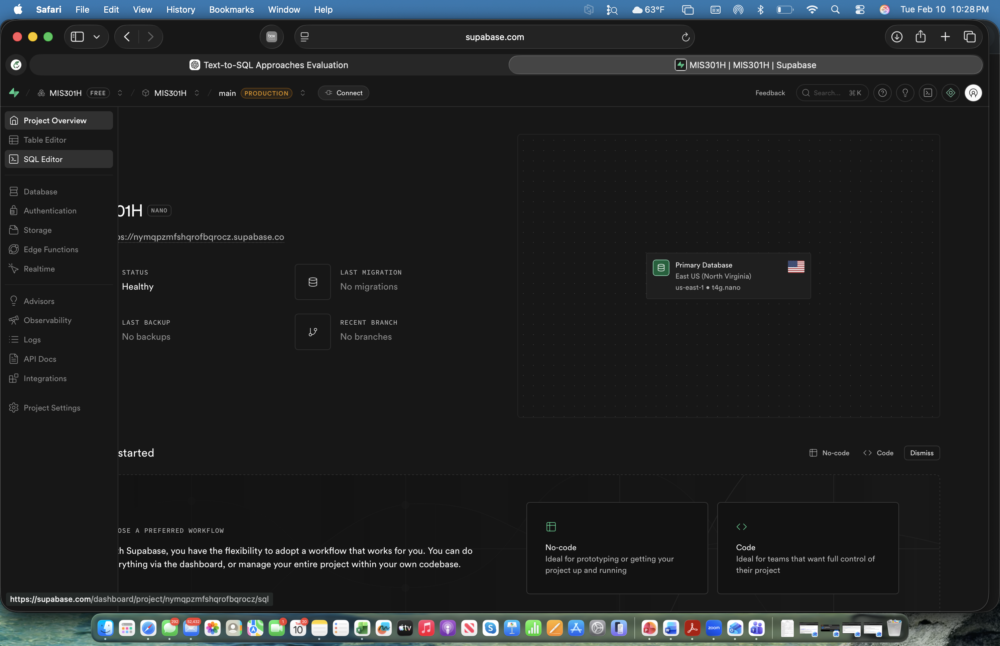 Safari File Edit View History Bookmarks Window Help 63°F Tue Feb 10 10:28 PM
box TOOLS supabase.com
Text-to-SQL Approaches Evaluation MIS301H | MIS301H | Supabase
/ MIS301H FREE / MIS301H / main PRODUCTION Connect Feedback Search... ⌘K
Project Overview
Table Editor
SQL Editor
Database
Authentication
Storage
Edge Functions
Realtime
Advisors
Observability
Logs
API Docs
Integrations
Project Settings
01H NANO
ps://nymqpzmfshqrofbqrocz.supabase.co
STATUS
Healthy
LAST MIGRATION
No migrations
LAST BACKUP
No backups
RECENT BRANCH
No branches
Primary Database
East US (North Virginia)
us-east-1 • t4g.nano
started
No-code <> Code Dismiss
OSE A PREFERRED WORKFLOW
h Supabase, you have the flexibility to adopt a workflow that works for you. You can do
rything via the dashboard, or manage your entire project within your own codebase.
No-code
Ideal for prototyping or getting your
project up and running
Code
Ideal for teams that want full control of
their project
https://supabase.com/dashboard/project/nymqpzmfshqrofbqrocz/sql
292 52,432 1 Tue 10 20 tv zoom